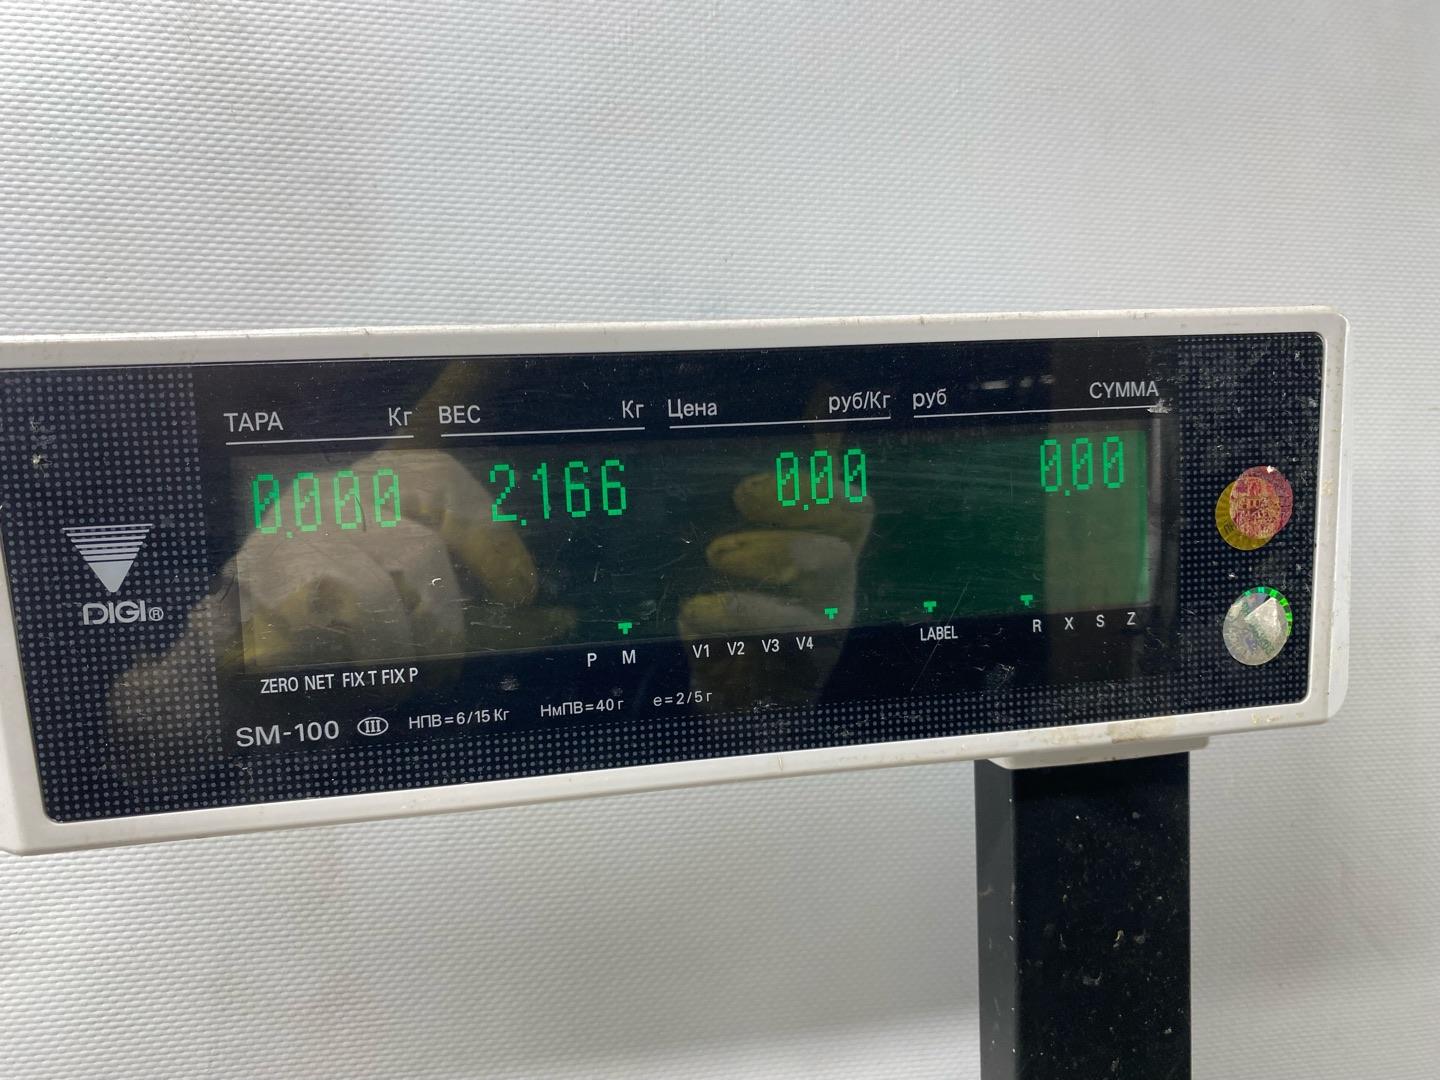 ТАРА Кг ВЕС Кг Цена руб/Кг руб СУММА
0.000 2.166 0.00 0.00
DIGI®
P M V1 V2 V3 V4 LABEL R X S Z
ZERO NET FIX T FIX P
SM-100 III НПВ=6/15 Кг НмПВ=40 г e=2/5 г